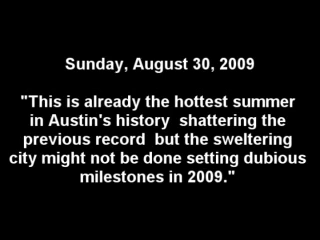 Sunday, August 30, 2009
"This is already the hottest summer
in Austin's history  shattering the
previous record  but the sweltering
city might not be done setting dubious
milestones in 2009."